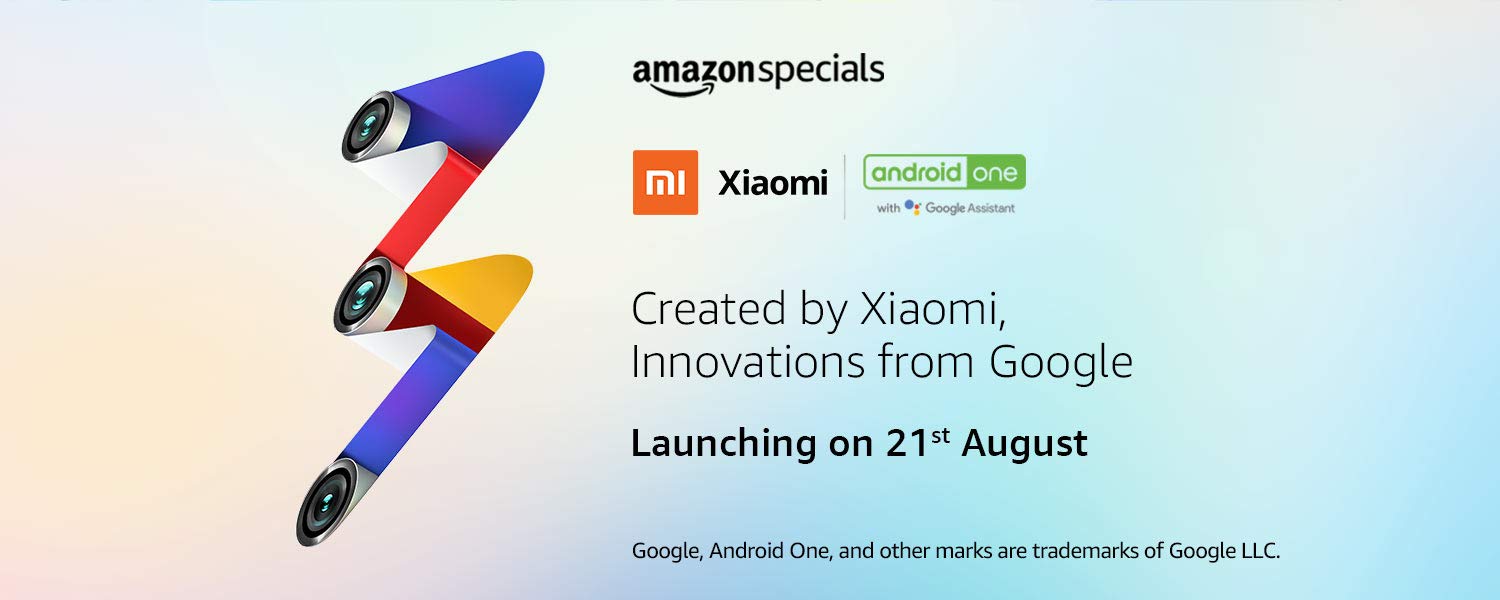 amazonspecials
mi Xiaomi android one
with Google Assistant
Created by Xiaomi,
Innovations from Google
Launching on 21st August
Google, Android One, and other marks are trademarks of Google LLC.